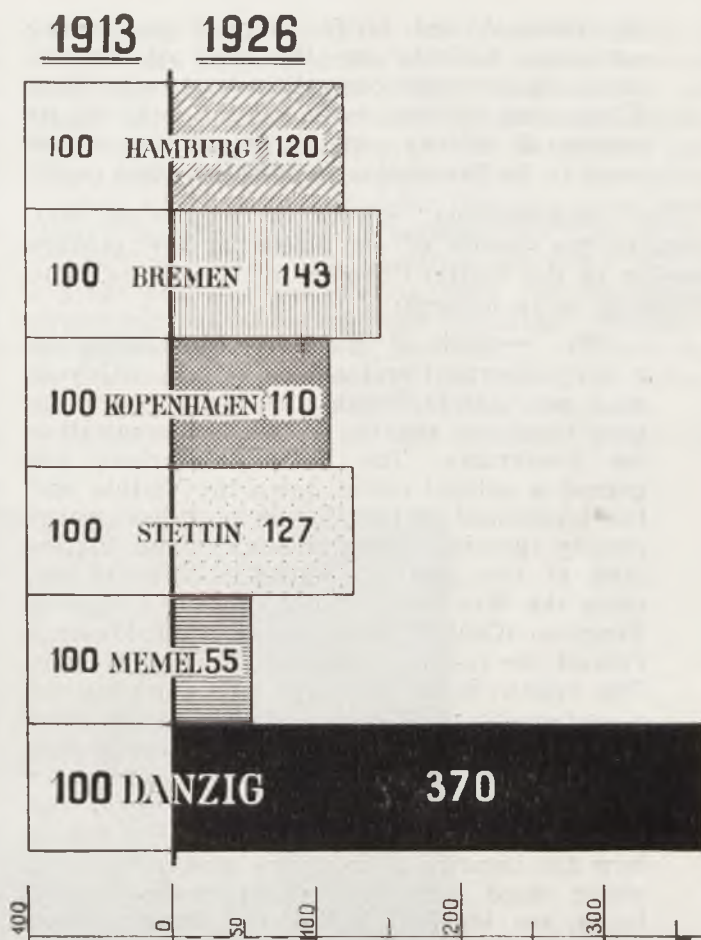 1913 1926
100 HAMBURG 120
100 BREMEN 143
100 KOPENHAGEN 110
100 STETTIN 127
100 MEMEL 55
100 DANZIG 370
400 0 50 100 200 300